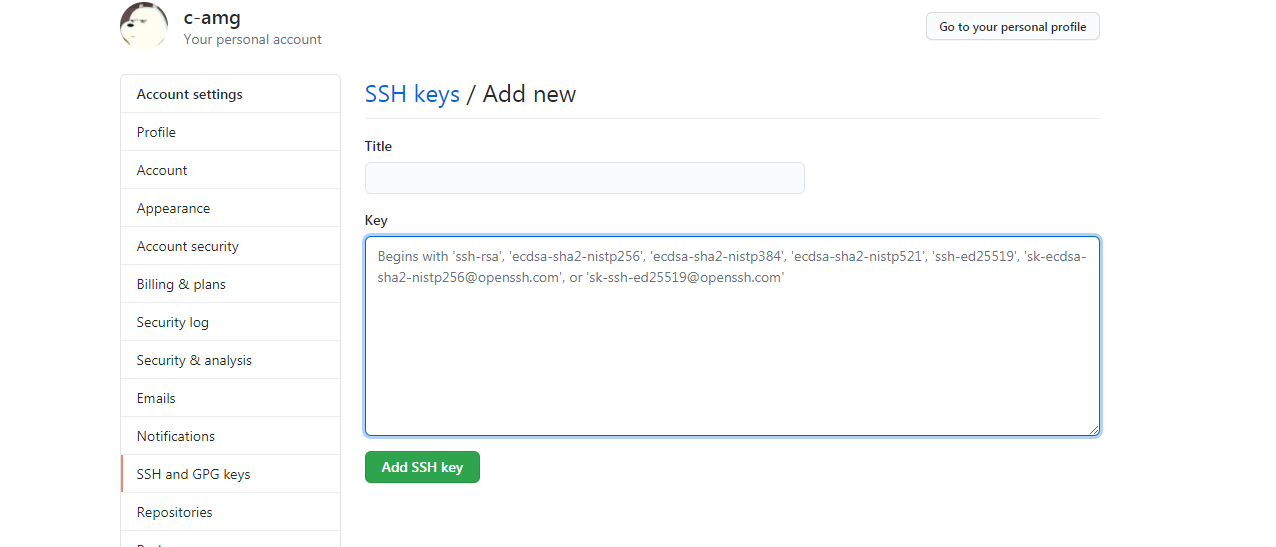 c-amg
Your personal account
Go to your personal profile
Account settings
Profile
Account
Appearance
Account security
Billing & plans
Security log
Security & analysis
Emails
Notifications
SSH and GPG keys
Repositories
SSH keys / Add new
Title
Key
Begins with 'ssh-rsa', 'ecdsa-sha2-nistp256', 'ecdsa-sha2-nistp384', 'ecdsa-sha2-nistp521', 'ssh-ed25519', 'sk-ecdsa-
sha2-nistp256@openssh.com', or 'sk-ssh-ed25519@openssh.com'
Add SSH key